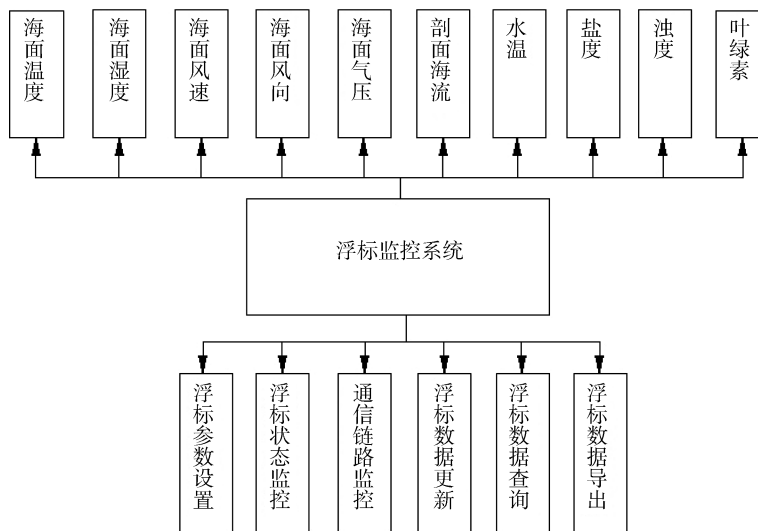 海面温度
海面湿度
海面风速
海面风向
海面气压
剖面海流
水温
盐度
浊度
叶绿素
浮标监控系统
浮标参数设置
浮标状态监控
通信链路监控
浮标数据更新
浮标数据查询
浮标数据导出